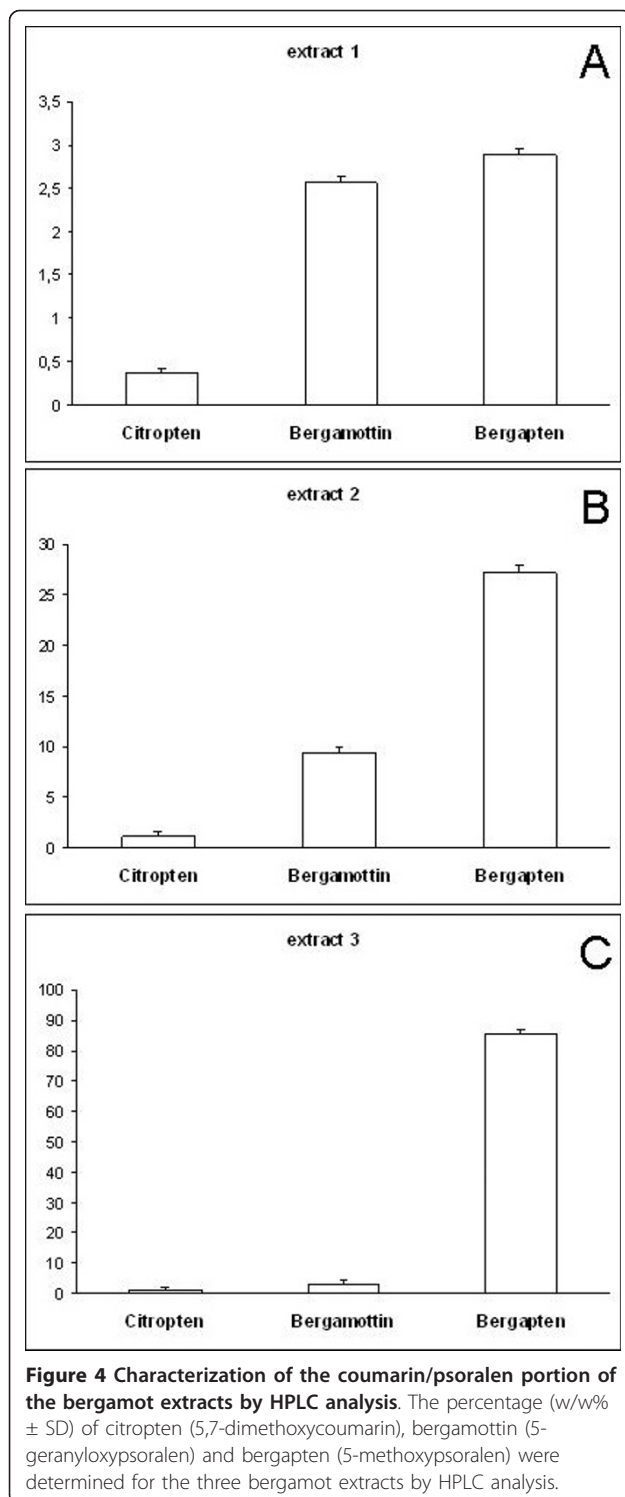 extract 1
A
3,5
3
2,5
2
1,5
1
0,5
0
Citropten Bergamottin Bergapten
extract 2
B
30
25
20
15
10
5
0
Citropten Bergamottin Bergapten
extract 3
C
100
90
80
70
60
50
40
30
20
10
0
Citropten Bergamottin Bergapten
Figure 4 Characterization of the coumarin/psoralen portion of
the bergamot extracts by HPLC analysis. The percentage (w/w%
± SD) of citropten (5,7-dimethoxycoumarin), bergamottin (5-
geranyloxypsoralen) and bergapten (5-methoxypsoralen) were
determined for the three bergamot extracts by HPLC analysis.